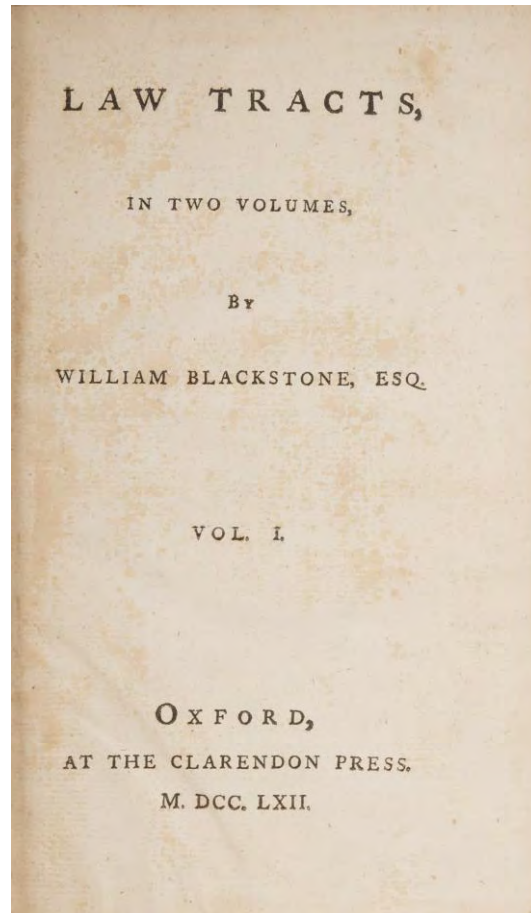 LAW TRACTS,
IN TWO VOLUMES,
BY
WILLIAM BLACKSTONE, ESQ.
VOL. I.
OXFORD,
AT THE CLARENDON PRESS.
M. DCC. LXII.